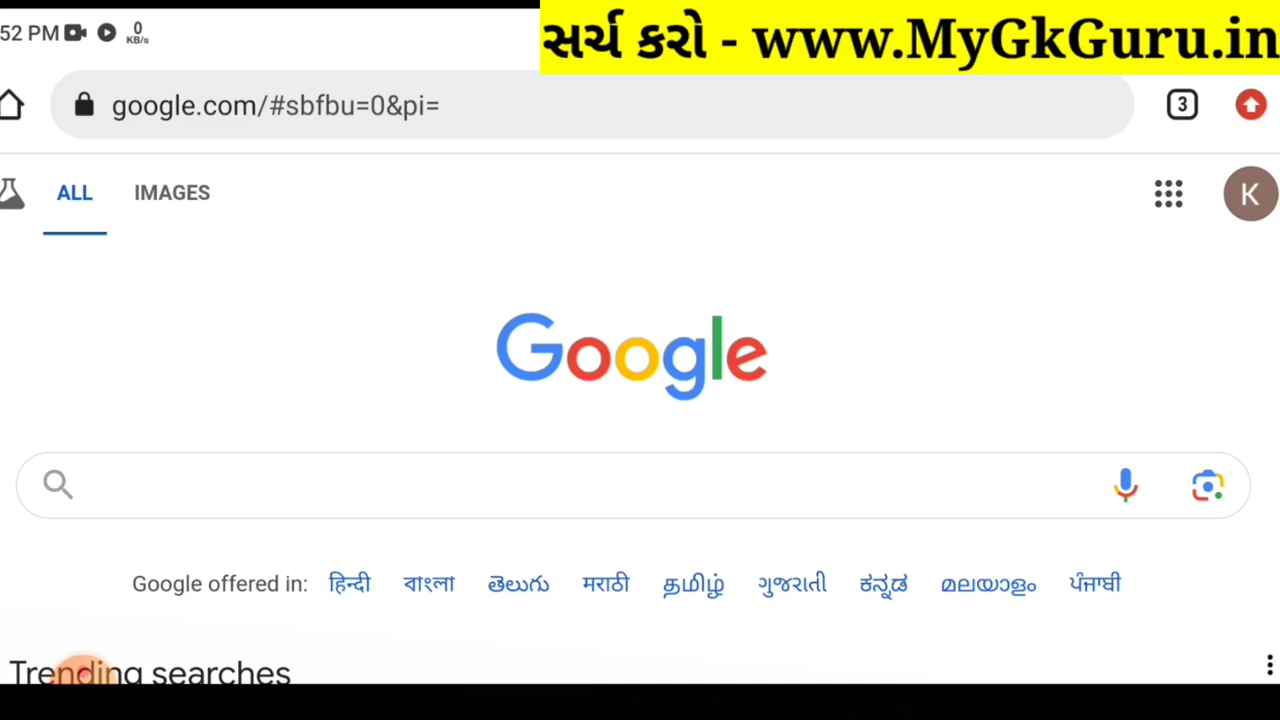 52 PM 0 KB/s
સર્ચ કરો - www.MyGkGuru.in
google.com/#sbfbu=0&pi=
3
ALL IMAGES
K
Google
Google offered in: हिन्दी বাংলা తెలుగు मराठी தமிழ் ગુજરાતી ಕನ್ನಡ മലയാളം ਪੰਜਾਬੀ
Trending searches